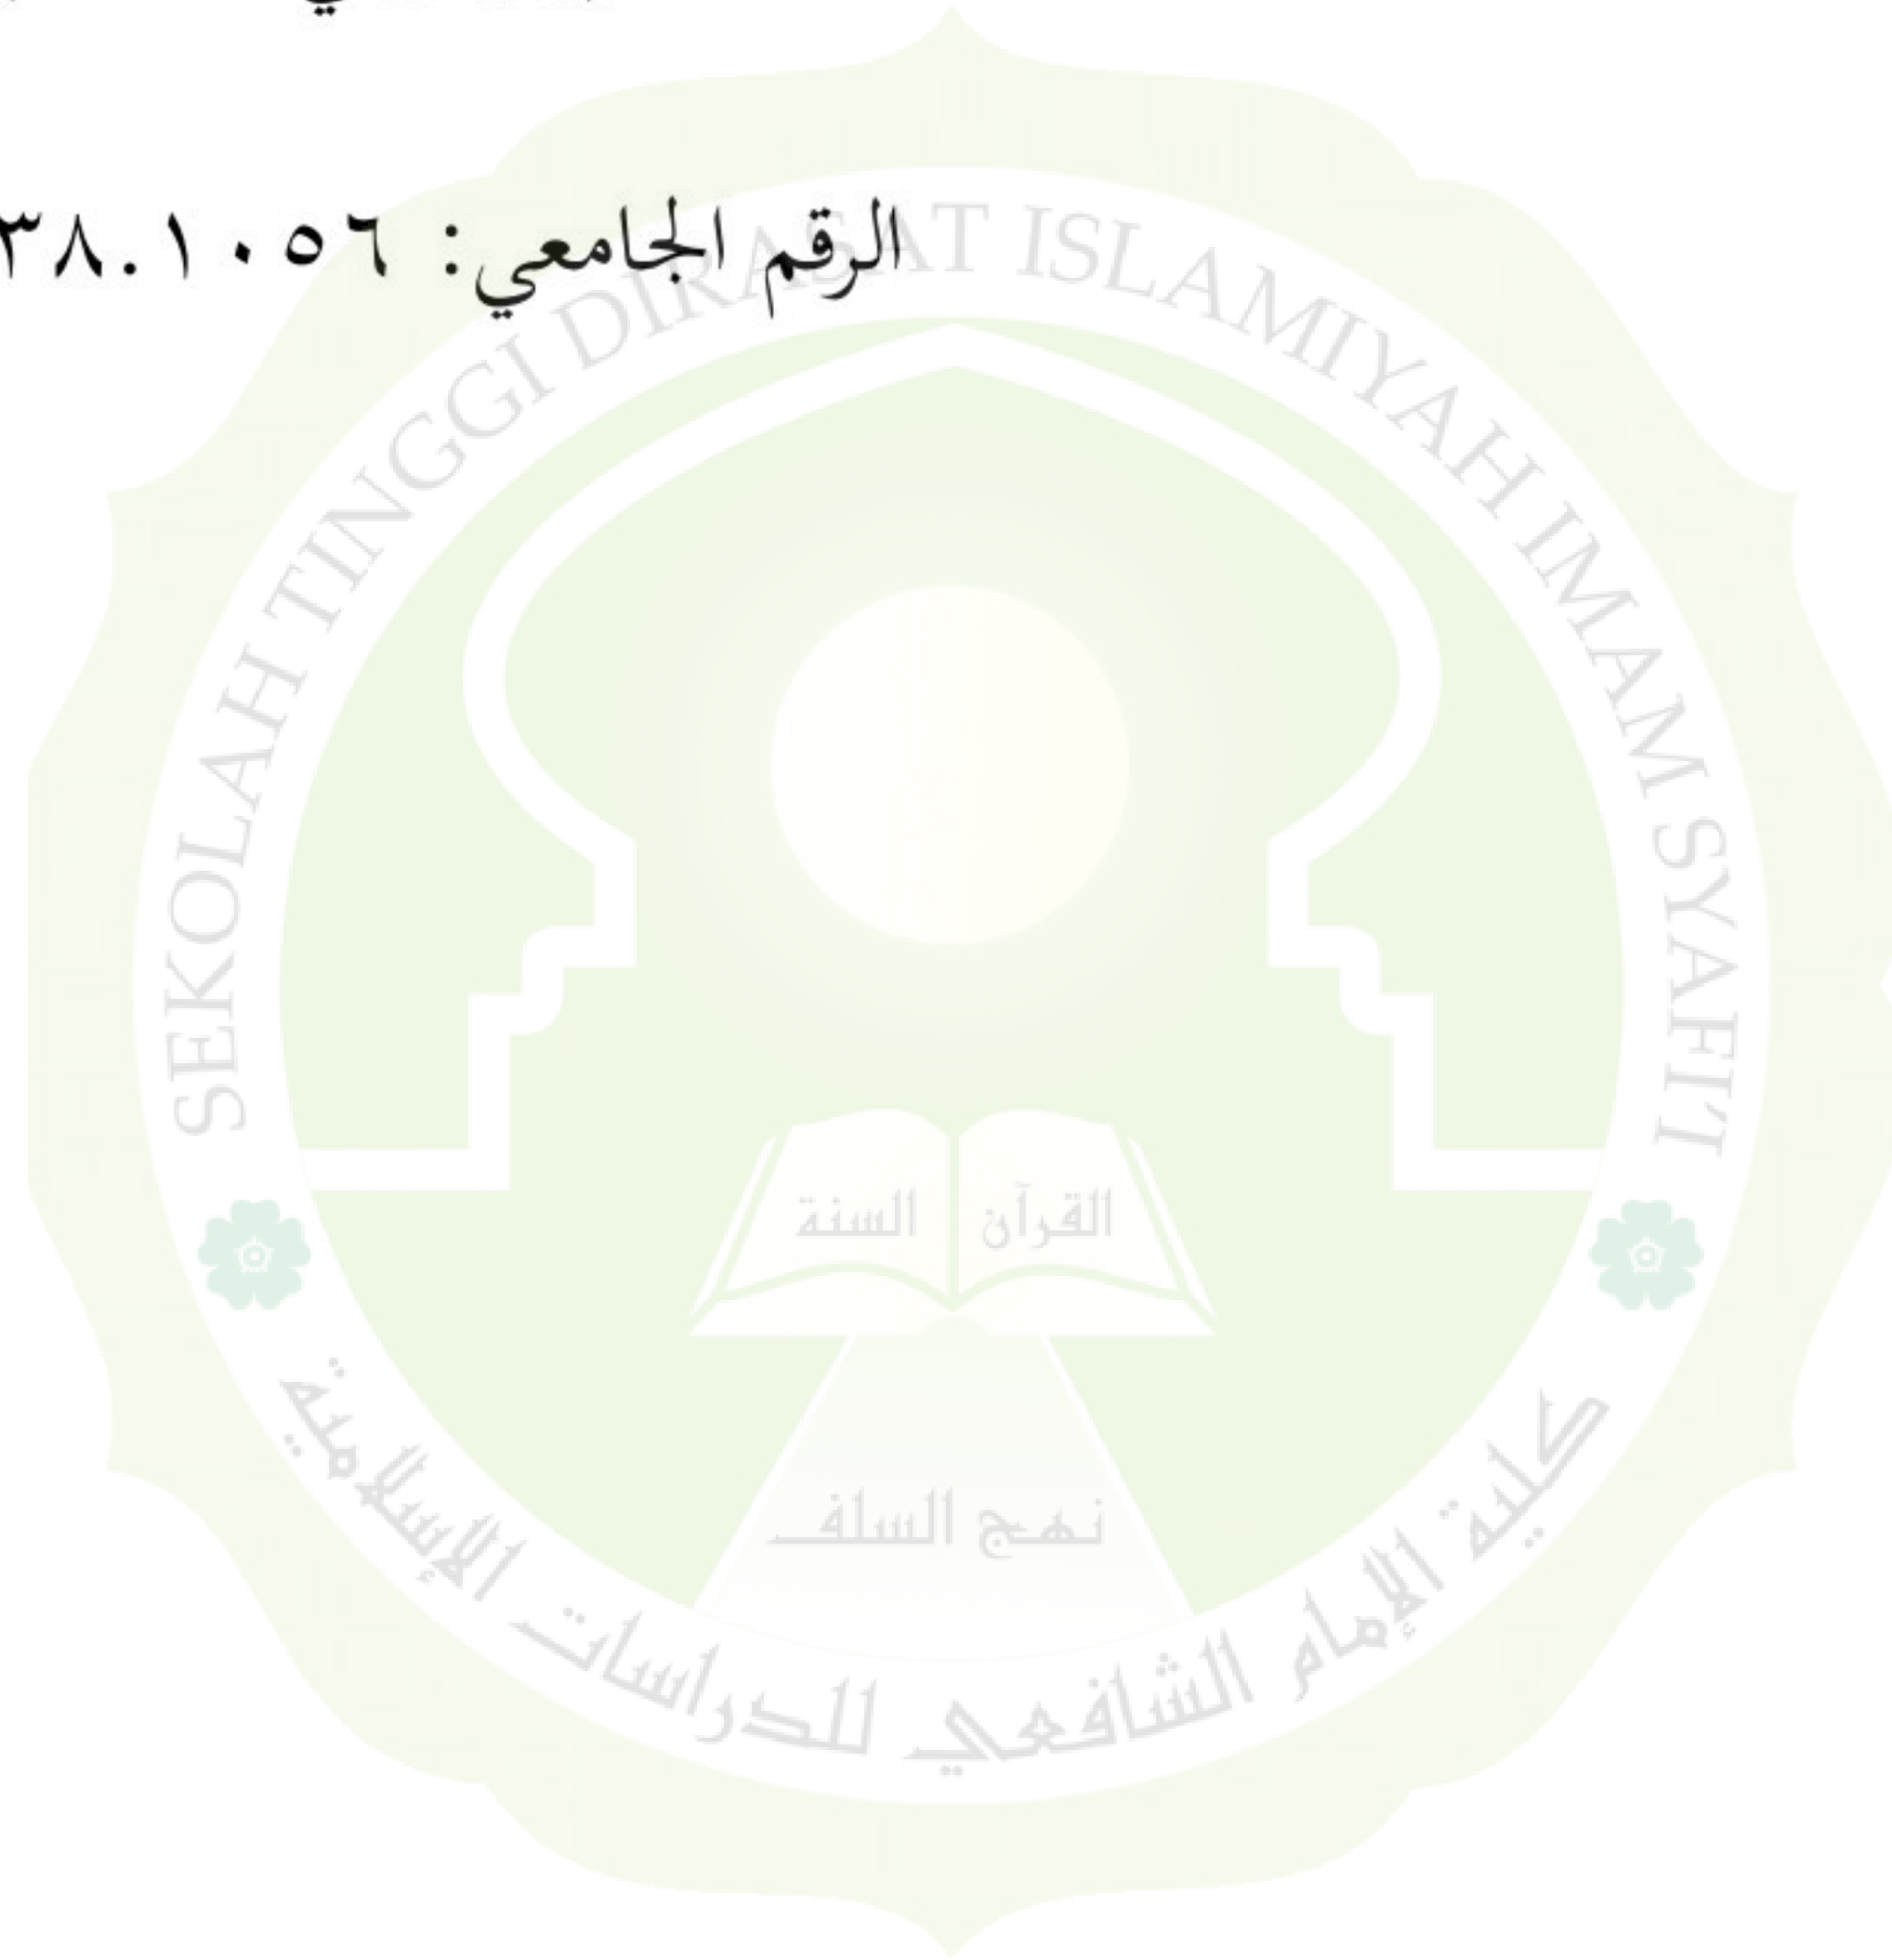 الرقم الجامعي: ٣٨.١٠٥٦
SEKOLAH TINGGI DIRASAT ISLAMIYAH IMAM SYAFI'I
القرآن
السنة
نهج السلف
كلية الإمام الشافعي للدراسات الإسلامية